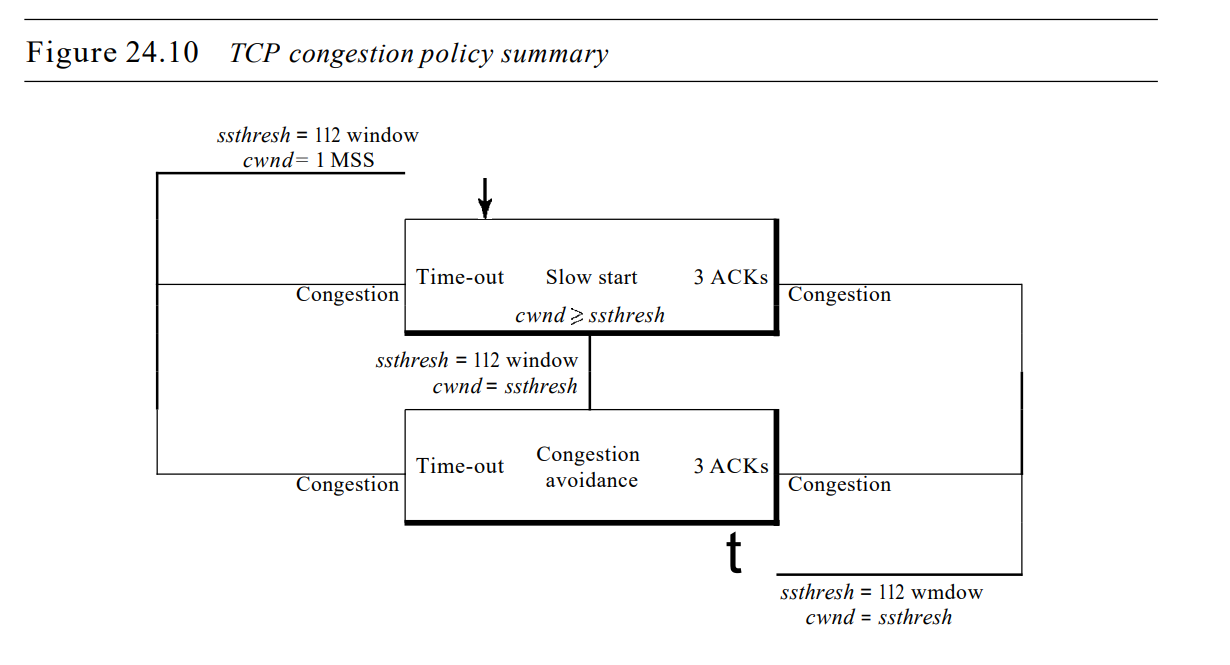 Figure 24.10 TCP congestion policy summary
ssthresh = 112 window
cwnd= 1 MSS
Time-out Slow start 3 ACKs
Congestion Congestion
cwnd ⩾ ssthresh
ssthresh = 112 window
cwnd = ssthresh
Congestion
Time-out avoidance 3 ACKs
Congestion Congestion
t
ssthresh = 112 wmdow
cwnd = ssthresh